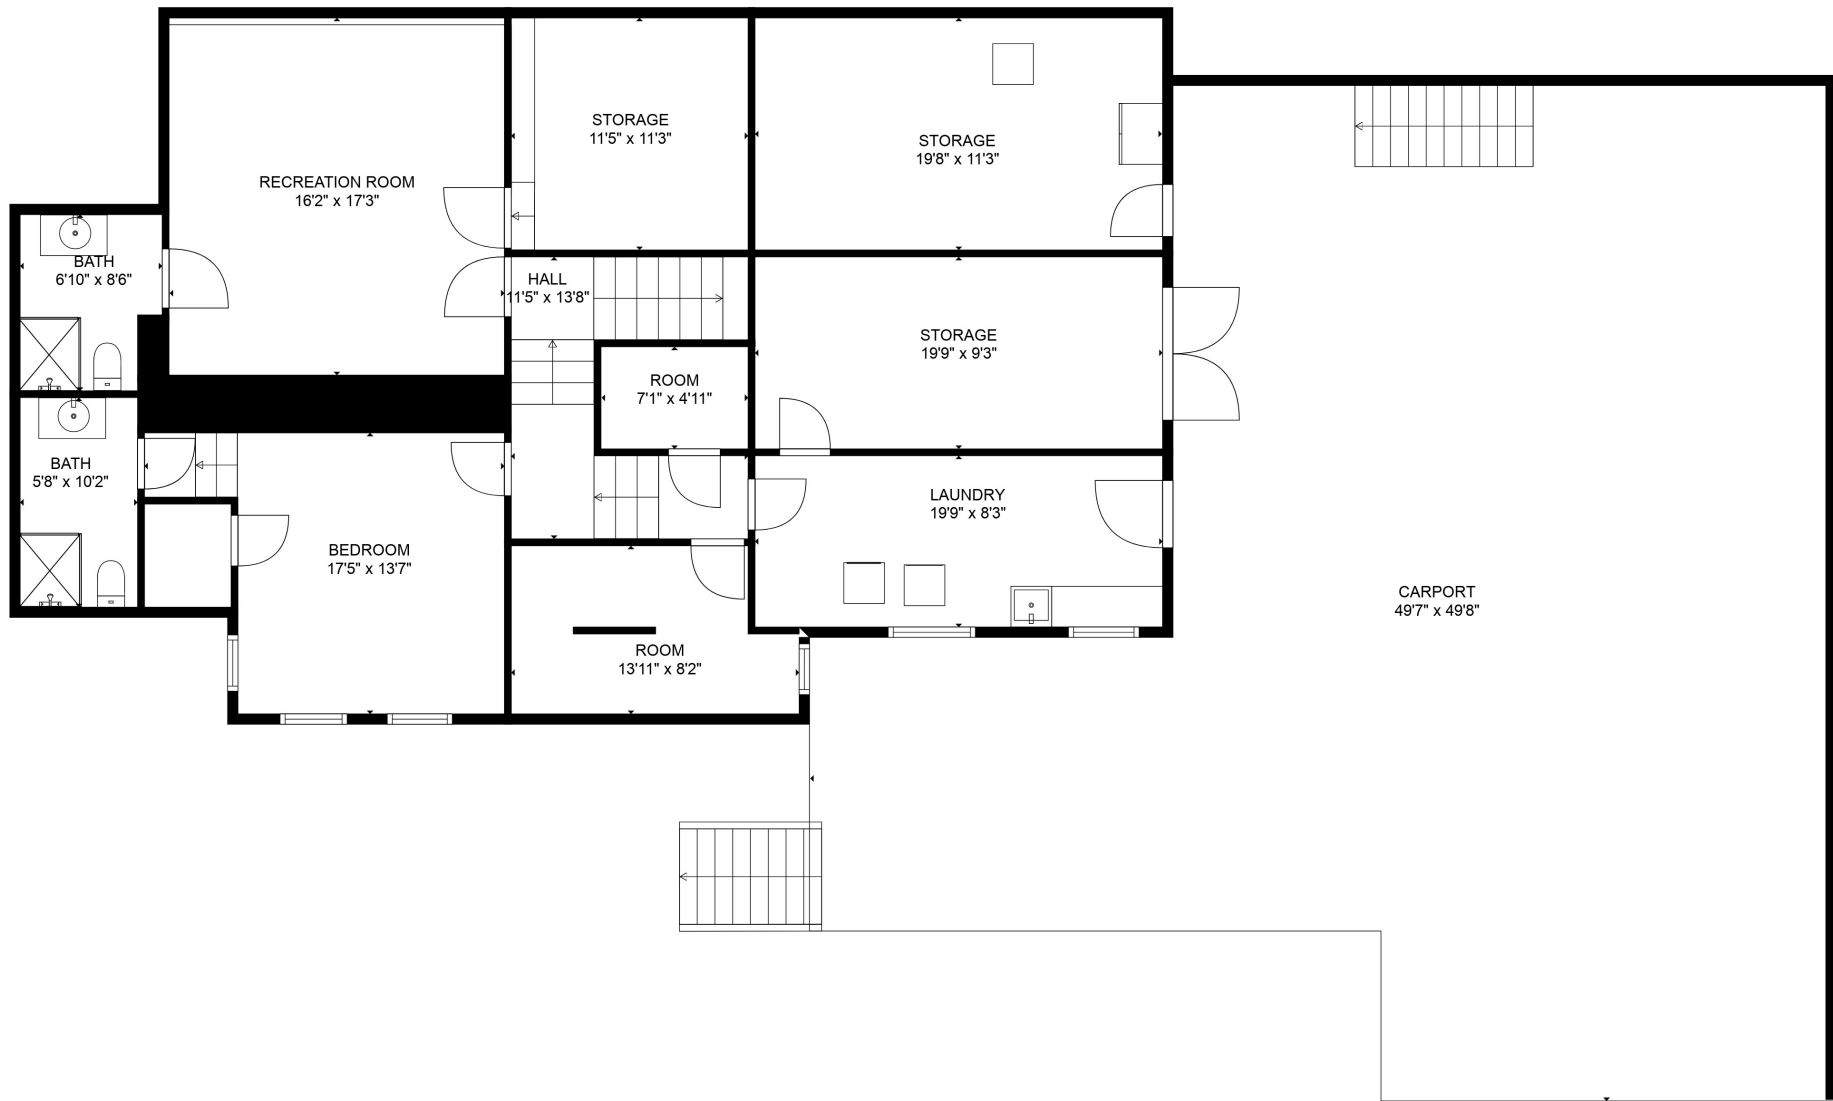 STORAGE
11'5" x 11'3"
STORAGE
19'8" x 11'3"
RECREATION ROOM
16'2" x 17'3"
BATH
6'10" x 8'6"
HALL
11'5" x 13'8"
STORAGE
19'9" x 9'3"
ROOM
7'1" x 4'11"
BATH
5'8" x 10'2"
LAUNDRY
19'9" x 8'3"
BEDROOM
17'5" x 13'7"
CARPORT
49'7" x 49'8"
ROOM
13'11" x 8'2"